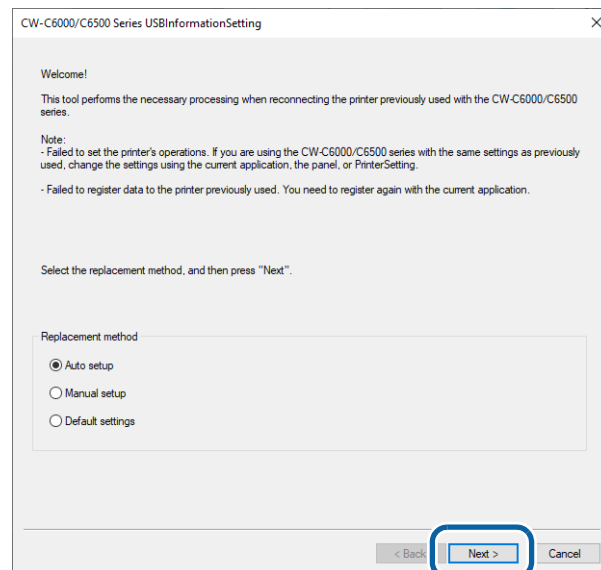 CW-C6000/C6500 Series USBInformationSetting
Welcome!
This tool performs the necessary processing when reconnecting the printer previously used with the CW-C6000/C6500
series.
Note:
- Failed to set the printer's operations. If you are using the CW-C6000/C6500 series with the same settings as previously
used, change the settings using the current application, the panel, or PrinterSetting.
- Failed to register data to the printer previously used. You need to register again with the current application.
Select the replacement method, and then press "Next".
Replacement method
Auto setup
Manual setup
Default settings
< Back
Next >
Cancel